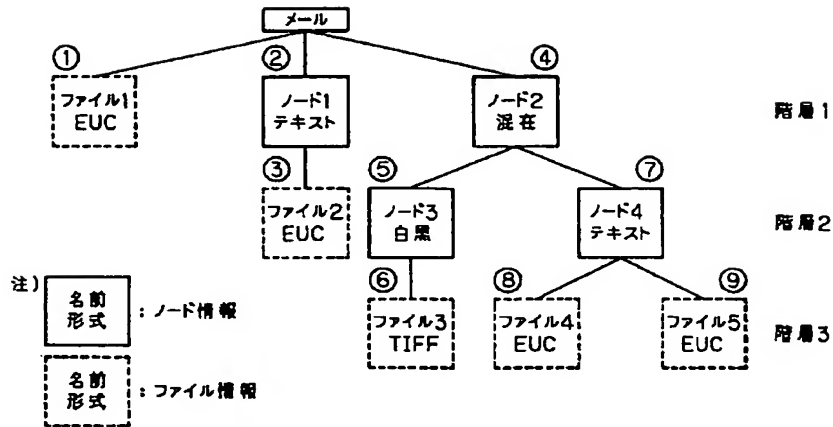 メール
① ② ④
ファイル1
EUC
ノード1
テキスト
ノード2
混在
階層1
③ ⑤ ⑦
ファイル2
EUC
ノード3
白黒
ノード4
テキスト
階層2
⑥ ⑧ ⑨
ファイル3
TIFF
ファイル4
EUC
ファイル5
EUC
階層3
注)
名前
形式
：ノード情報
名前
形式
：ファイル情報